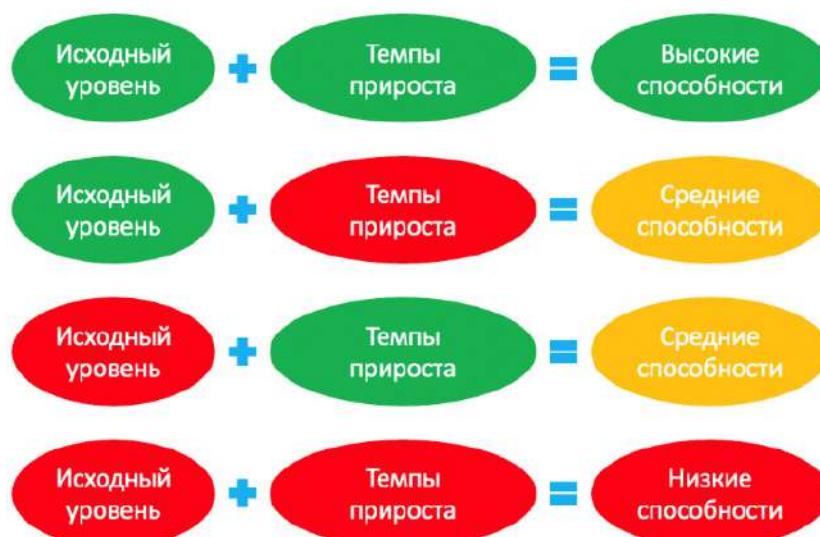 Исходный уровень + Темпы прироста = Высокие способности
Исходный уровень + Темпы прироста = Средние способности
Исходный уровень + Темпы прироста = Средние способности
Исходный уровень + Темпы прироста = Низкие способности